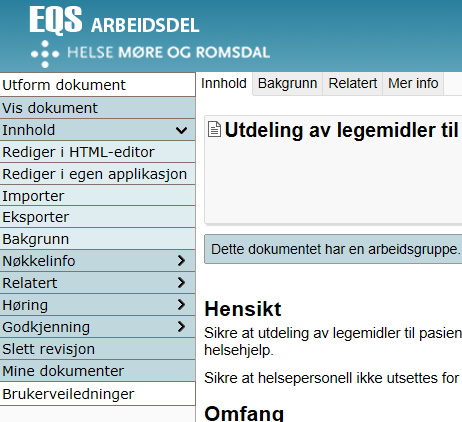 EQS ARBEIDSDEL
HELSE MØRE OG ROMSDAL
Utform dokument
Vis dokument
Innhold
Rediger i HTML-editor
Rediger i egen applikasjon
Importer
Eksporter
Bakgrunn
Nøkkelinfo
Relatert
Høring
Godkjenning
Slett revisjon
Mine dokumenter
Brukerveiledninger
Innhold Bakgrunn Relatert Mer info
Utdeling av legemidler til
Dette dokumentet har en arbeidsgruppe.
Hensikt
Sikre at utdeling av legemidler til pasien
helsehjelp.
Sikre at helsepersonell ikke utsettes for
Omfang